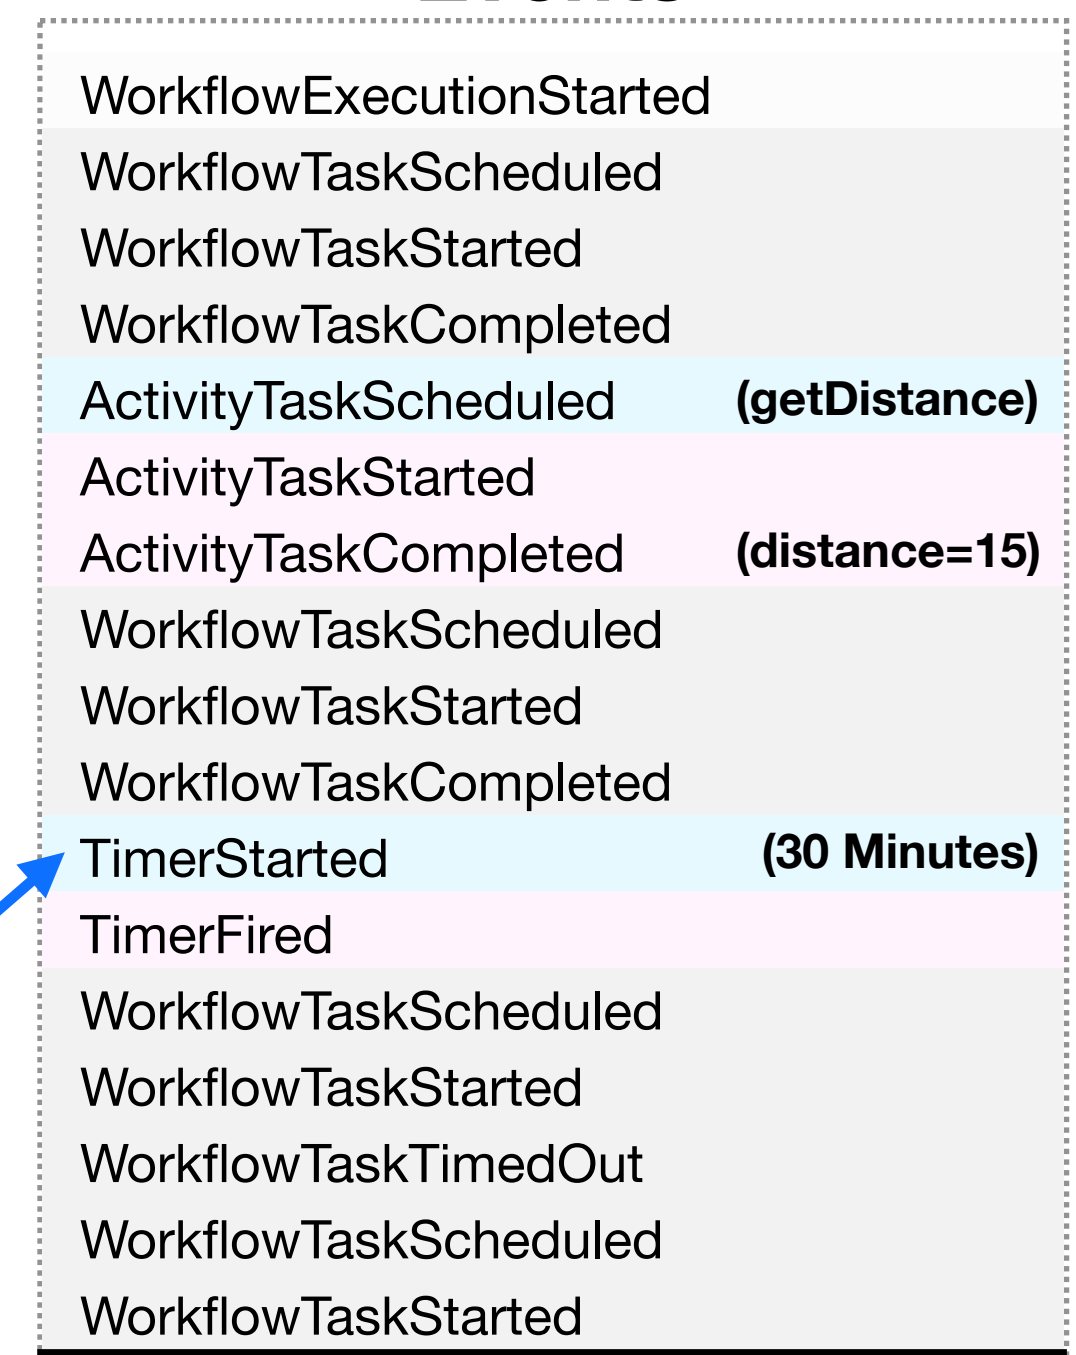 WorkflowExecutionStarted
WorkflowTaskScheduled
WorkflowTaskStarted
WorkflowTaskCompleted
ActivityTaskScheduled (getDistance)
ActivityTaskStarted
ActivityTaskCompleted (distance=15)
WorkflowTaskScheduled
WorkflowTaskStarted
WorkflowTaskCompleted
TimerStarted (30 Minutes)
TimerFired
WorkflowTaskScheduled
WorkflowTaskStarted
WorkflowTaskTimedOut
WorkflowTaskScheduled
WorkflowTaskStarted